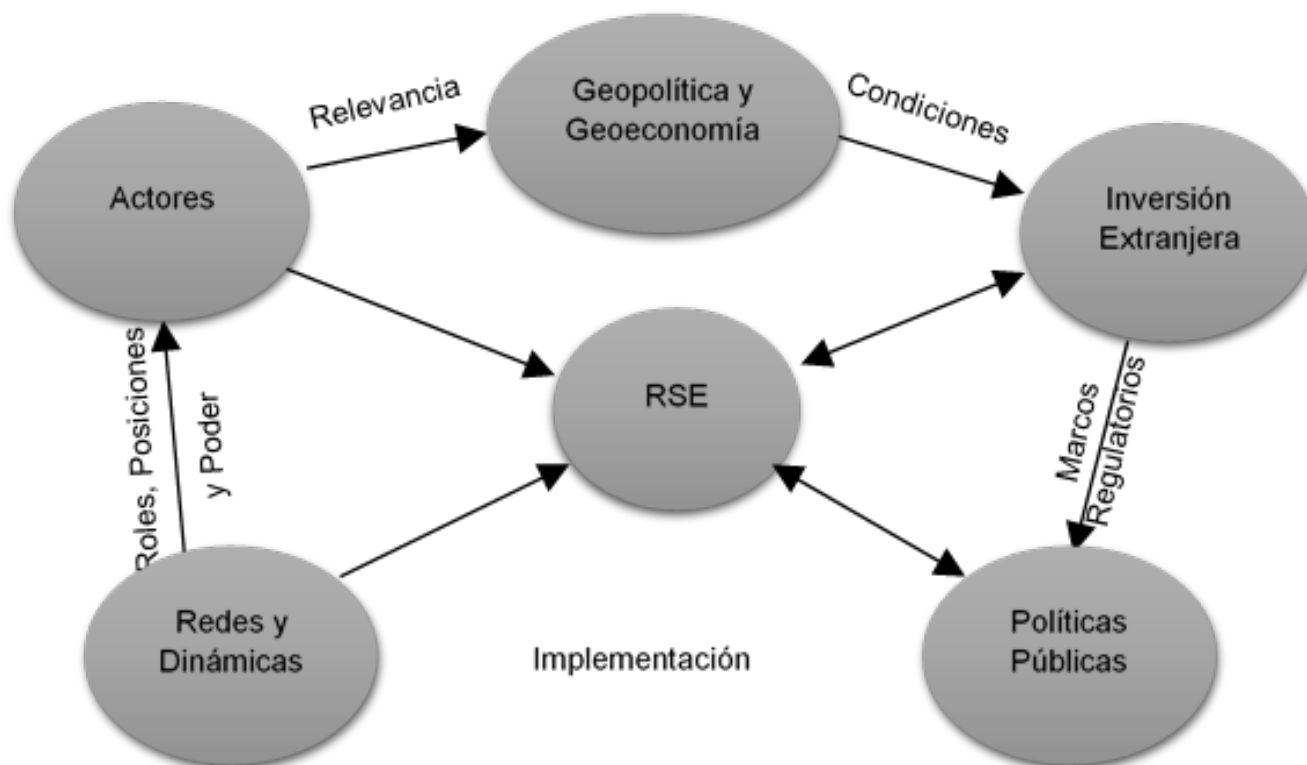 Relevancia
Geopolítica y
Geoeconomía
Condiciones
Actores
Inversión
Extranjera
RSE
Roles, Posiciones
y Poder
Marcos
Regulatorios
Redes y
Dinámicas
Implementación
Políticas
Públicas